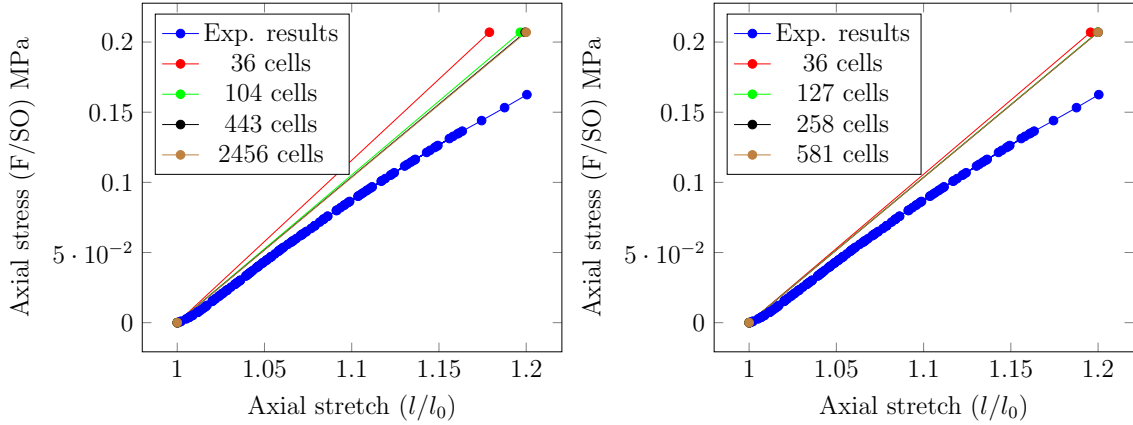 Exp. results
36 cells
104 cells
443 cells
2456 cells
0.2
0.15
0.1
5 · 10⁻²
0
1
1.05
1.1
1.15
1.2
Axial stretch (l/l₀)
Axial stress (F/SO) MPa
Exp. results
36 cells
127 cells
258 cells
581 cells
0.2
0.15
0.1
5 · 10⁻²
0
1
1.05
1.1
1.15
1.2
Axial stretch (l/l₀)
Axial stress (F/SO) MPa